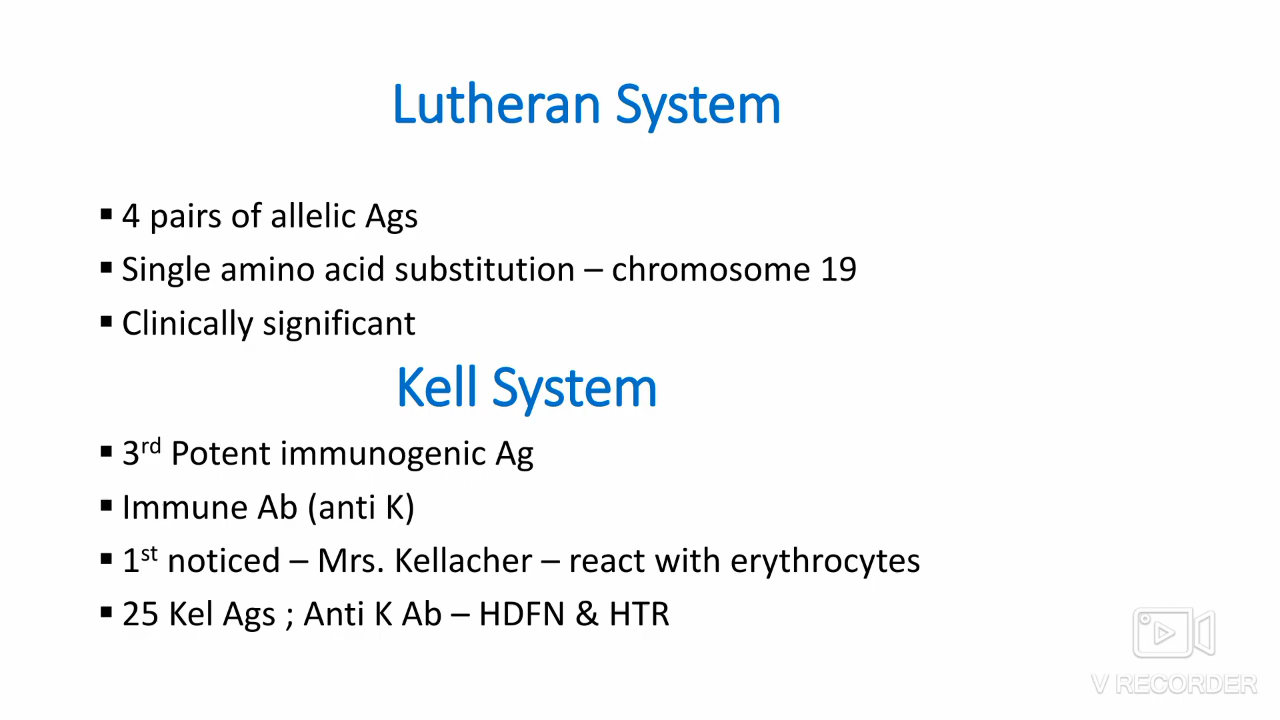 Lutheran System
▪ 4 pairs of allelic Ags
▪ Single amino acid substitution – chromosome 19
▪ Clinically significant
Kell System
▪ 3rd Potent immunogenic Ag
▪ Immune Ab (anti K)
▪ 1st noticed – Mrs. Kellacher – react with erythrocytes
▪ 25 Kel Ags ; Anti K Ab – HDFN & HTR
V RECORDER